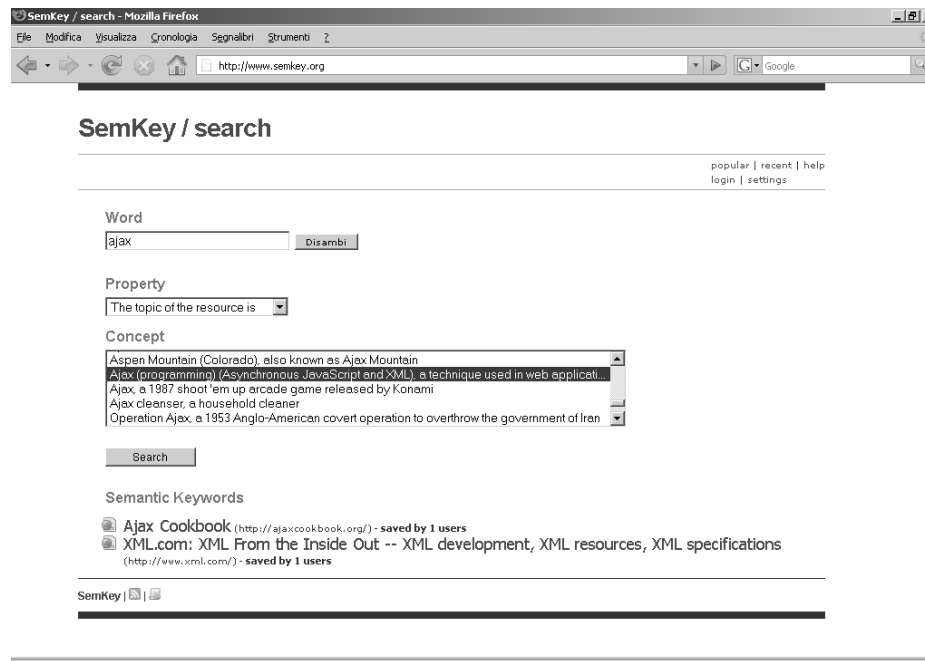 SemKey / search - Mozilla Firefox
File Modifica Visualizza Cronologia Segnalibri Strumenti ?
http://www.semkey.org
G Google
SemKey / search
popular | recent | help
login | settings
Word
ajax Disambi
Property
The topic of the resource is
Concept
Aspen Mountain (Colorado), also known as Ajax Mountain
Ajax (programming) (Asynchronous JavaScript and XML), a technique used in web applicati...
Ajax, a 1987 shoot 'em up arcade game released by Konami
Ajax cleanser, a household cleaner
Operation Ajax, a 1953 Anglo-American covert operation to overthrow the government of Iran
Search
Semantic Keywords
Ajax Cookbook (http://ajaxcookbook.org/) - saved by 1 users
XML.com: XML From the Inside Out -- XML development, XML resources, XML specifications
(http://www.xml.com/) - saved by 1 users
SemKey | |